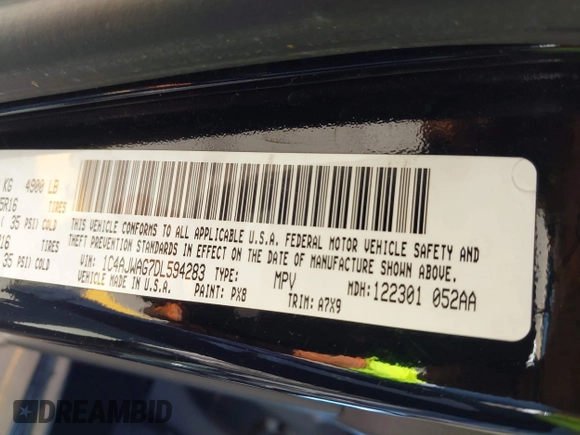 KG 4900 LB
5R16 TIRES
( 35 PSI) COLD
R16 TIRES
35 PSI) COLD
THIS VEHICLE CONFORMS TO ALL APPLICABLE U.S.A. FEDERAL MOTOR VEHICLE SAFETY AND
THEFT PREVENTION STANDARDS IN EFFECT ON THE DATE OF MANUFACTURE SHOWN ABOVE.
VIN: 1C4AJWAG7DL594283 TYPE: MPV MDH: 122301 052AA
VEHICLE MADE IN U.S.A. PAINT: PX8 TRIM: A7X9
DREAMBID